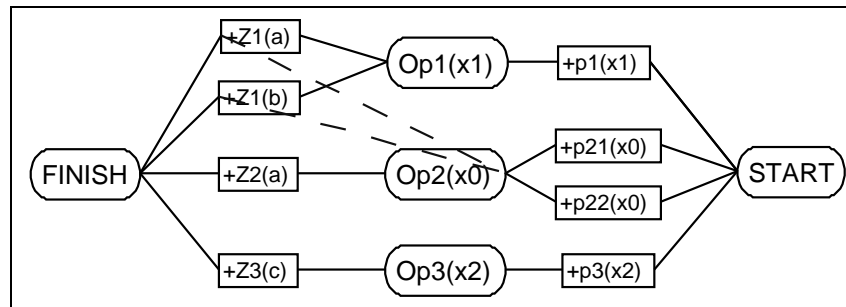 +Z1(a)
Op1(x1)
+p1(x1)
+Z1(b)
+p21(x0)
FINISH
+Z2(a)
Op2(x0)
START
+p22(x0)
+Z3(c)
Op3(x2)
+p3(x2)